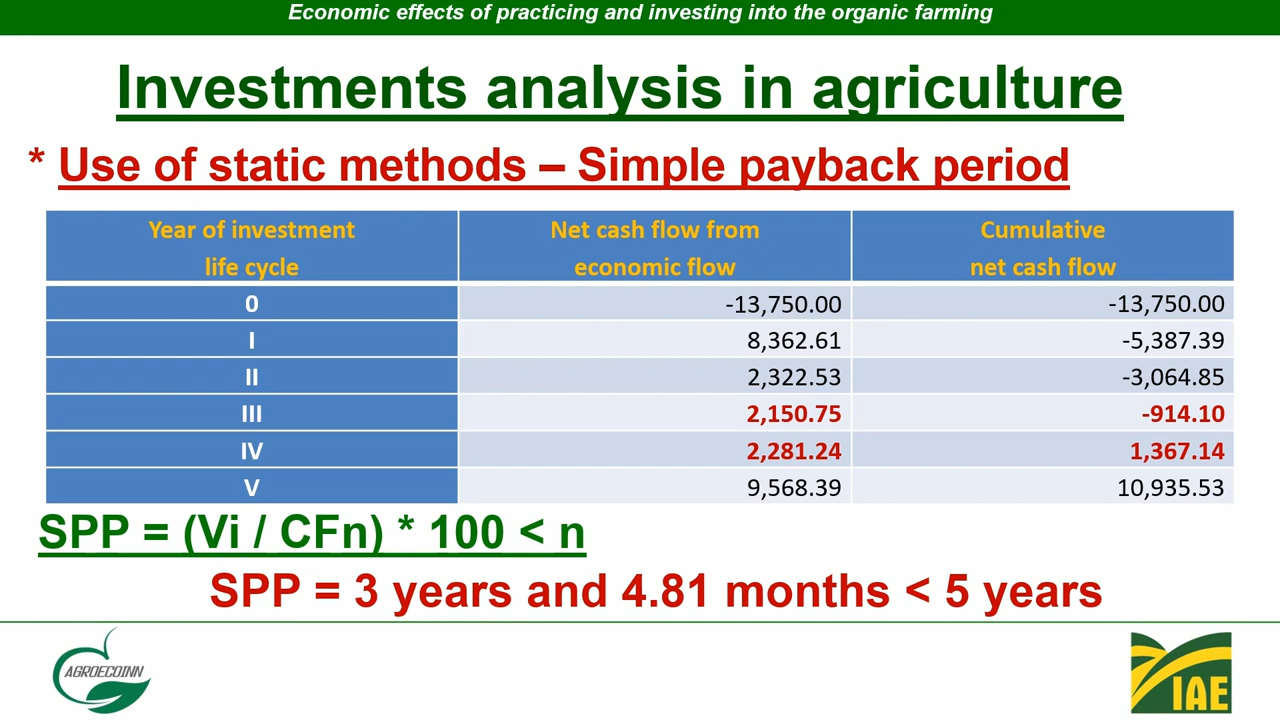 Economic effects of practicing and investing into the organic farming
Investments analysis in agriculture
* Use of static methods – Simple payback period
Year of investment life cycle Net cash flow from economic flow Cumulative net cash flow
0 -13,750.00 -13,750.00
I 8,362.61 -5,387.39
II 2,322.53 -3,064.85
III 2,150.75 -914.10
IV 2,281.24 1,367.14
V 9,568.39 10,935.53
SPP = (Vi / CFn) * 100 < n
SPP = 3 years and 4.81 months < 5 years
AGROECOINN
IAE